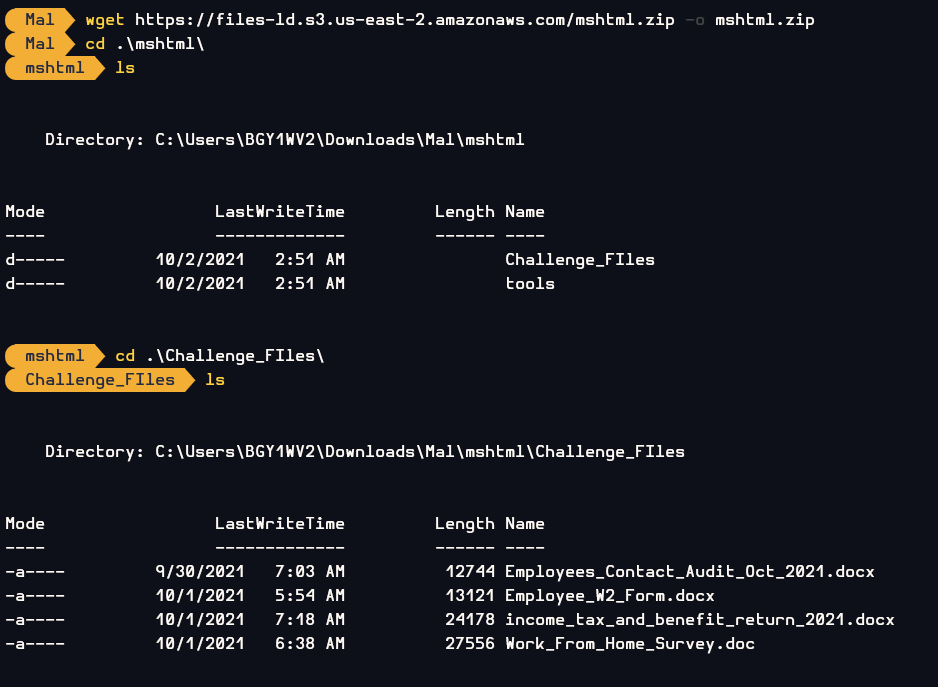 Mal wget https://files-ld.s3.us-east-2.amazonaws.com/mshtml.zip -o mshtml.zip
Mal cd .\mshtml\
mshtml ls
Directory: C:\Users\BGY1WV2\Downloads\Mal\mshtml
Mode LastWriteTime Length Name
---- ------------- ------ ----
d----- 10/2/2021 2:51 AM Challenge_FIles
d----- 10/2/2021 2:51 AM tools
mshtml cd .\Challenge_FIles\
Challenge_FIles ls
Directory: C:\Users\BGY1WV2\Downloads\Mal\mshtml\Challenge_FIles
Mode LastWriteTime Length Name
---- ------------- ------ ----
-a---- 9/30/2021 7:03 AM 12744 Employees_Contact_Audit_Oct_2021.docx
-a---- 10/1/2021 5:54 AM 13121 Employee_W2_Form.docx
-a---- 10/1/2021 7:18 AM 24178 income_tax_and_benefit_return_2021.docx
-a---- 10/1/2021 6:38 AM 27556 Work_From_Home_Survey.doc